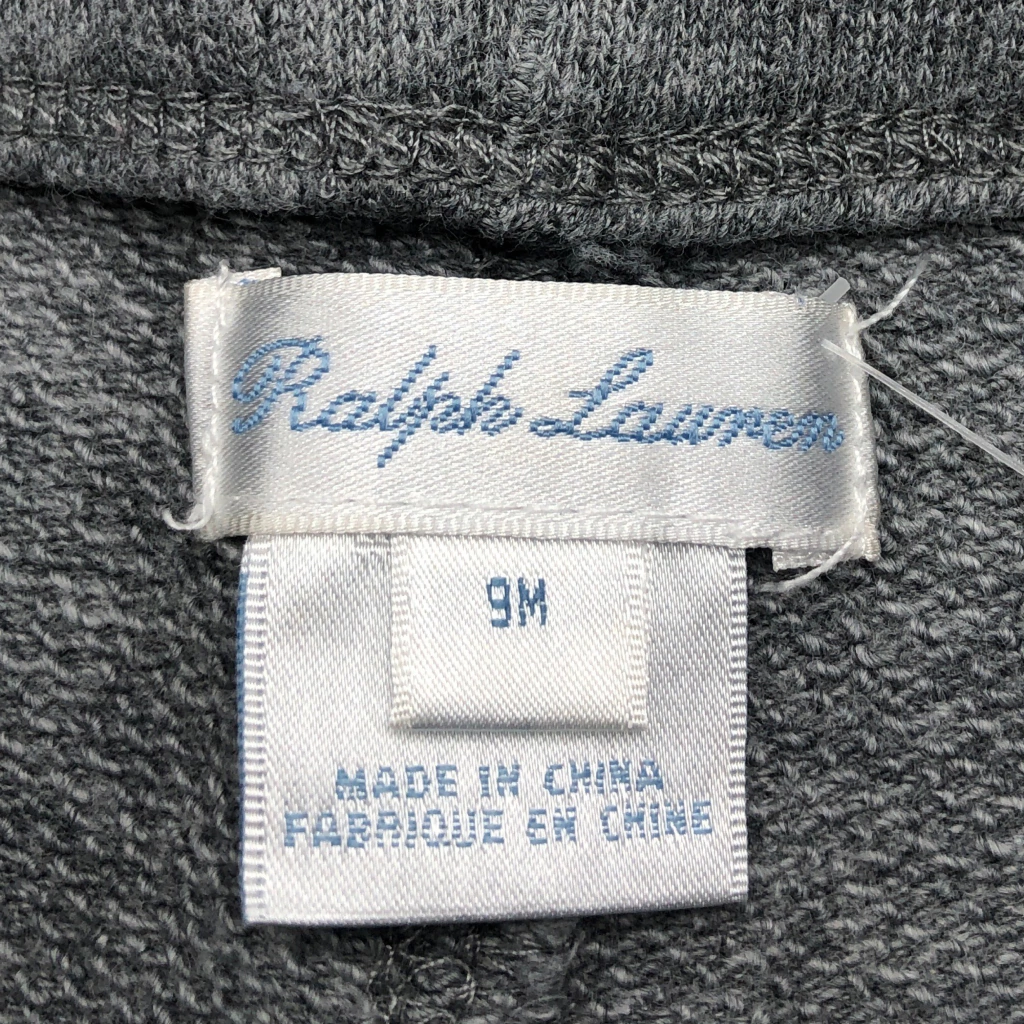 Ralph Lauren
9M
MADE IN CHINA
FABRIQUE EN CHINE